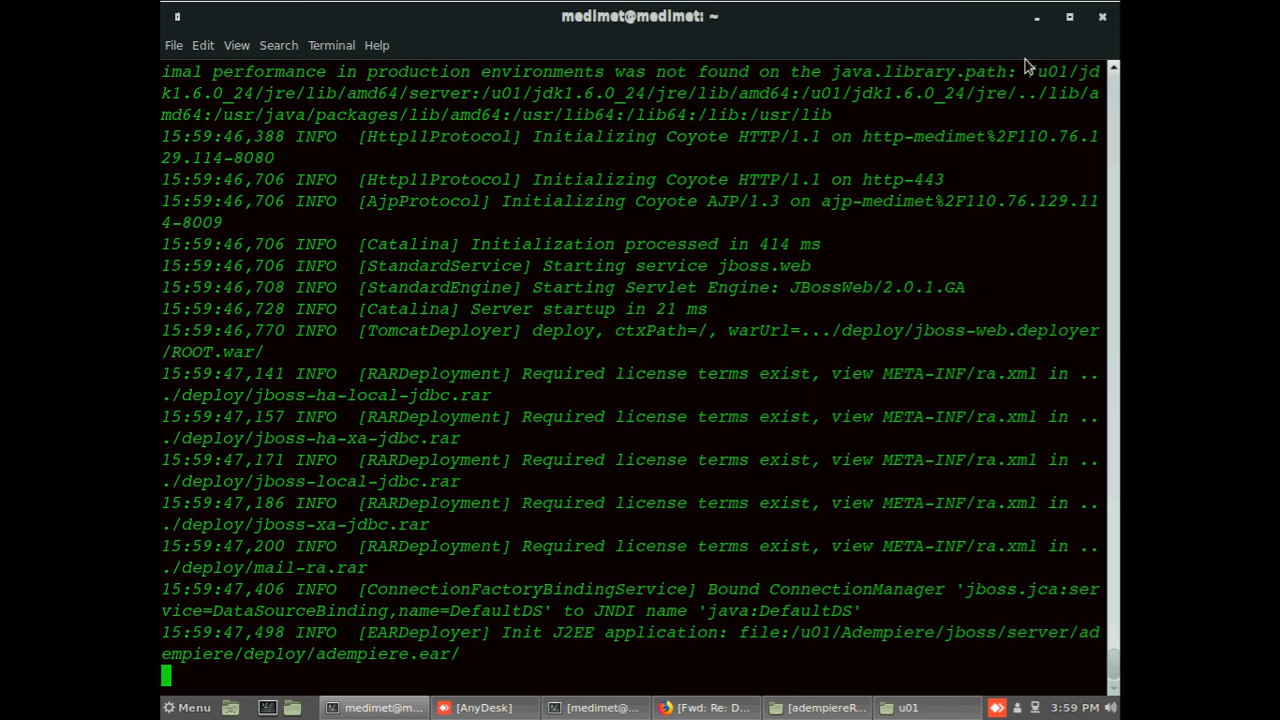 medimet@medimet: ~
File Edit View Search Terminal Help
imal performance in production environments was not found on the java.library.path: /u01/jd
k1.6.0_24/jre/lib/amd64/server:/u01/jdk1.6.0_24/jre/lib/amd64:/u01/jdk1.6.0_24/jre/../lib/a
md64:/usr/java/packages/lib/amd64:/usr/lib64:/lib64:/lib:/usr/lib
15:59:46,388 INFO  [Http11Protocol] Initializing Coyote HTTP/1.1 on http-medimet%2F110.76.1
29.114-8080
15:59:46,706 INFO  [Http11Protocol] Initializing Coyote HTTP/1.1 on http-443
15:59:46,706 INFO  [AjpProtocol] Initializing Coyote AJP/1.3 on ajp-medimet%2F110.76.129.11
4-8009
15:59:46,706 INFO  [Catalina] Initialization processed in 414 ms
15:59:46,706 INFO  [StandardService] Starting service jboss.web
15:59:46,708 INFO  [StandardEngine] Starting Servlet Engine: JBossWeb/2.0.1.GA
15:59:46,728 INFO  [Catalina] Server startup in 21 ms
15:59:46,770 INFO  [TomcatDeployer] deploy, ctxPath=/, warUrl=.../deploy/jboss-web.deployer
/ROOT.war/
15:59:47,141 INFO  [RARDeployment] Required license terms exist, view META-INF/ra.xml in ..
./deploy/jboss-ha-local-jdbc.rar
15:59:47,157 INFO  [RARDeployment] Required license terms exist, view META-INF/ra.xml in ..
./deploy/jboss-ha-xa-jdbc.rar
15:59:47,171 INFO  [RARDeployment] Required license terms exist, view META-INF/ra.xml in ..
./deploy/jboss-local-jdbc.rar
15:59:47,186 INFO  [RARDeployment] Required license terms exist, view META-INF/ra.xml in ..
./deploy/jboss-xa-jdbc.rar
15:59:47,200 INFO  [RARDeployment] Required license terms exist, view META-INF/ra.xml in ..
./deploy/mail-ra.rar
15:59:47,406 INFO  [ConnectionFactoryBindingService] Bound ConnectionManager 'jboss.jca:ser
vice=DataSourceBinding,name=DefaultDS' to JNDI name 'java:DefaultDS'
15:59:47,498 INFO  [EARDeployer] Init J2EE application: file:/u01/Adempiere/jboss/server/ad
empiere/deploy/adempiere.ear/
Menu medimet@m... [AnyDesk] [medimet@... [Fwd: Re: D... [adempiereR... u01 3:59 PM